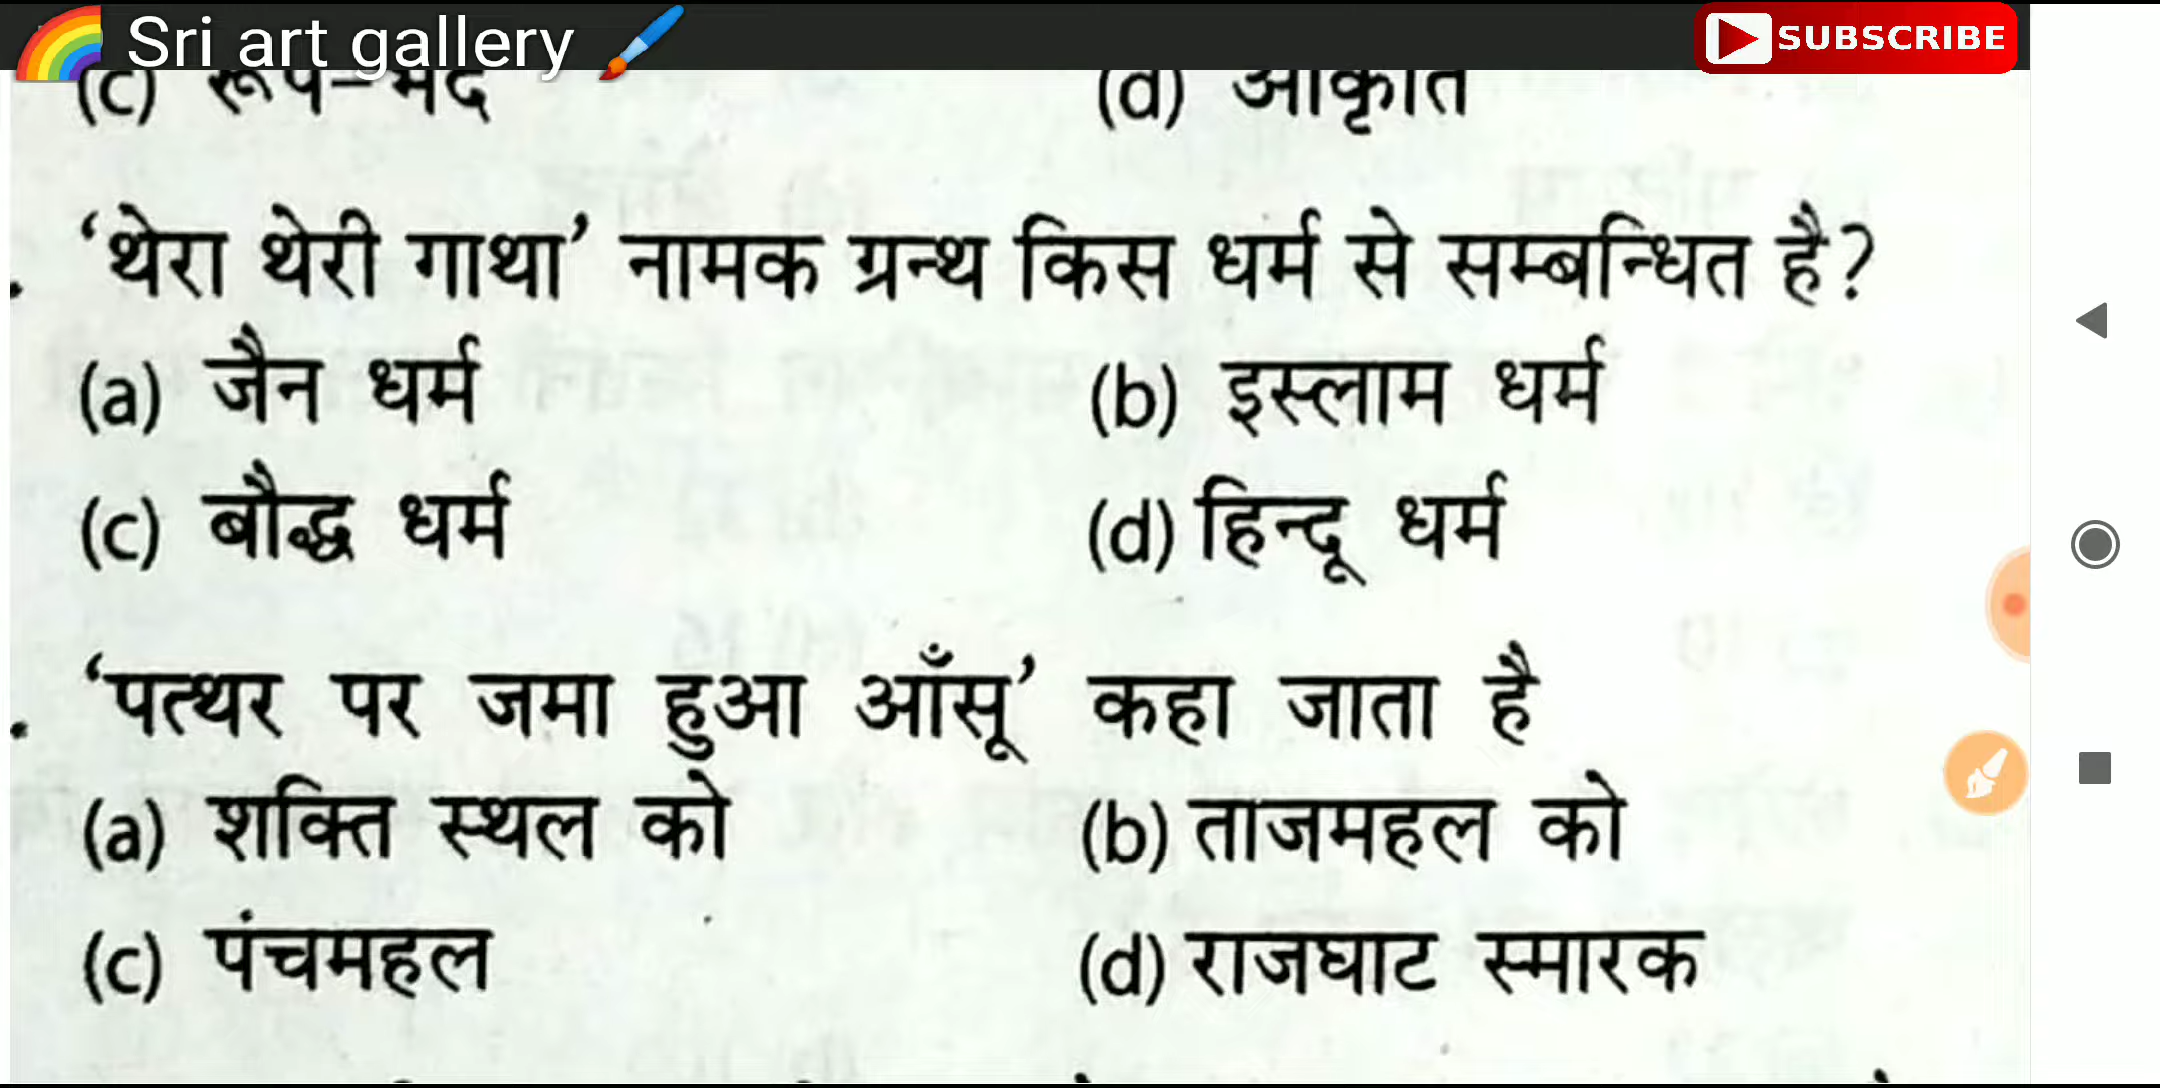 Sri art gallery
SUBSCRIBE
(c) रूप-भेद (d) आकृति
'थेरा थेरी गाथा' नामक ग्रन्थ किस धर्म से सम्बन्धित है?
(a) जैन धर्म (b) इस्लाम धर्म
(c) बौद्ध धर्म (d) हिन्दू धर्म
'पत्थर पर जमा हुआ आँसू' कहा जाता है
(a) शक्ति स्थल को (b) ताजमहल को
(c) पंचमहल (d) राजघाट स्मारक